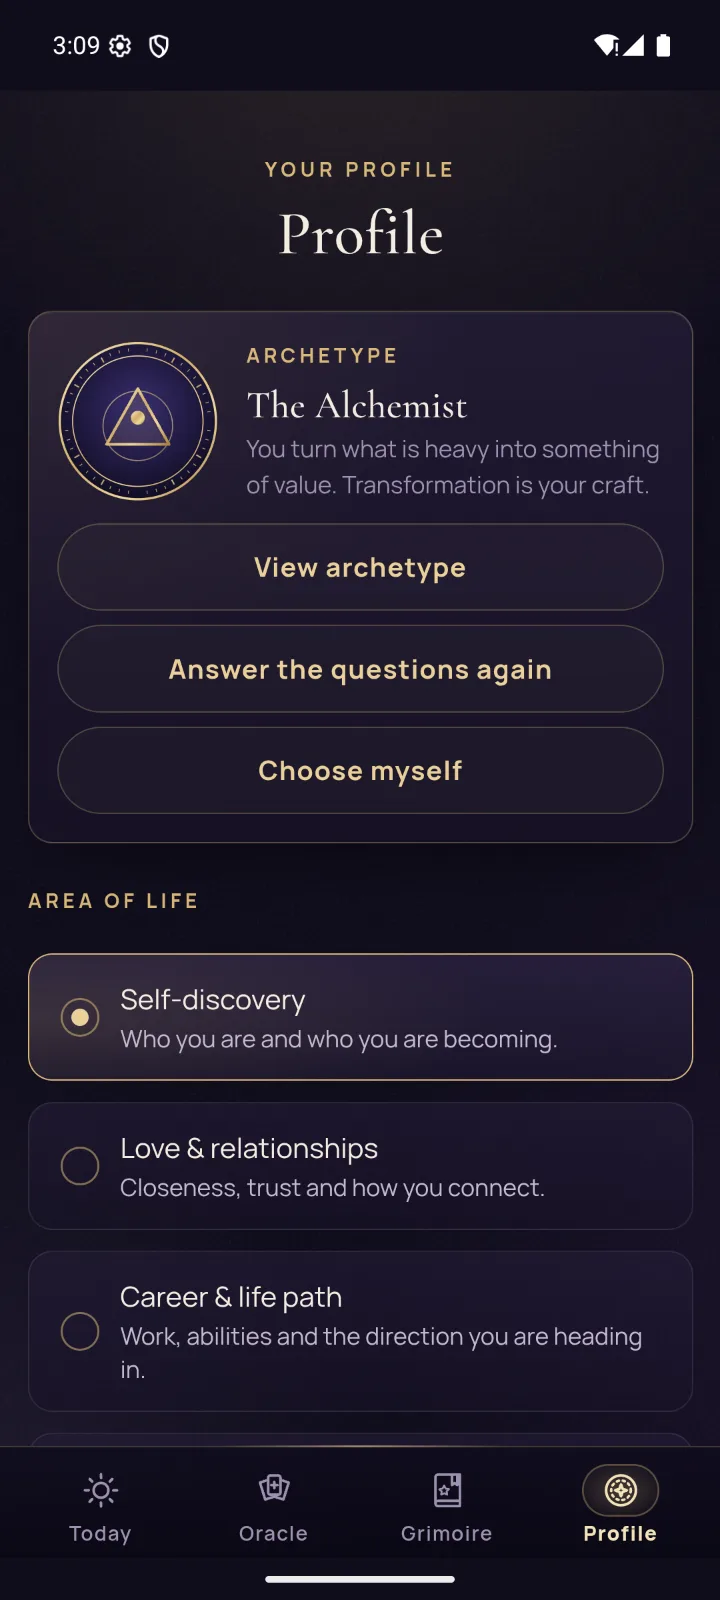 3:09
YOUR PROFILE
Profile
ARCHETYPE
The Alchemist
You turn what is heavy into something
of value. Transformation is your craft.
View archetype
Answer the questions again
Choose myself
AREA OF LIFE
Self-discovery
Who you are and who you are becoming.
Love & relationships
Closeness, trust and how you connect.
Career & life path
Work, abilities and the direction you are heading
in.
Today
Oracle
Grimoire
Profile